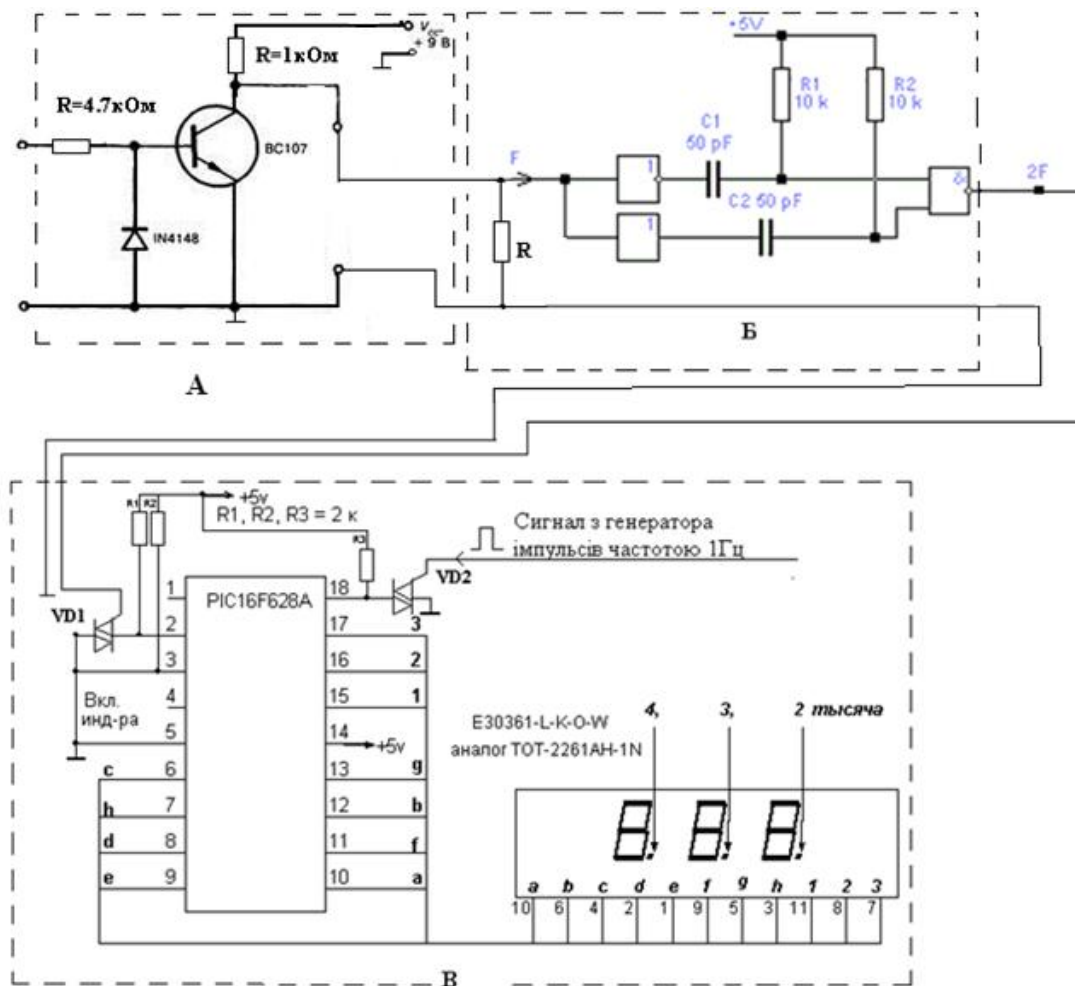 Vcc
+ 9 В
R=1кОм
R=4.7кОм
BC107
IN4148
А
+5V
R1
10 k
R2
10 k
C1
50 pF
F
1
&
2F
C2 50 pF
1
R
Б
R1
R2
+5v
R1, R2, R3 = 2 к
R3
Сигнал з генератора
імпульсів частотою 1Гц
VD2
VD1
PIC16F628A
1
18
2
17
3
3
16
2
4
15
1
Вкл.
инд-ра
5
14
+5v
c
6
13
g
h
7
12
b
d
8
11
f
e
9
10
a
E30361-L-K-O-W
аналог TOT-2261AH-1N
4,
3,
2 тысяча
8. 8. 8.
a b c d e f g h 1 2 3
10 6 4 2 1 9 5 3 11 8 7
В